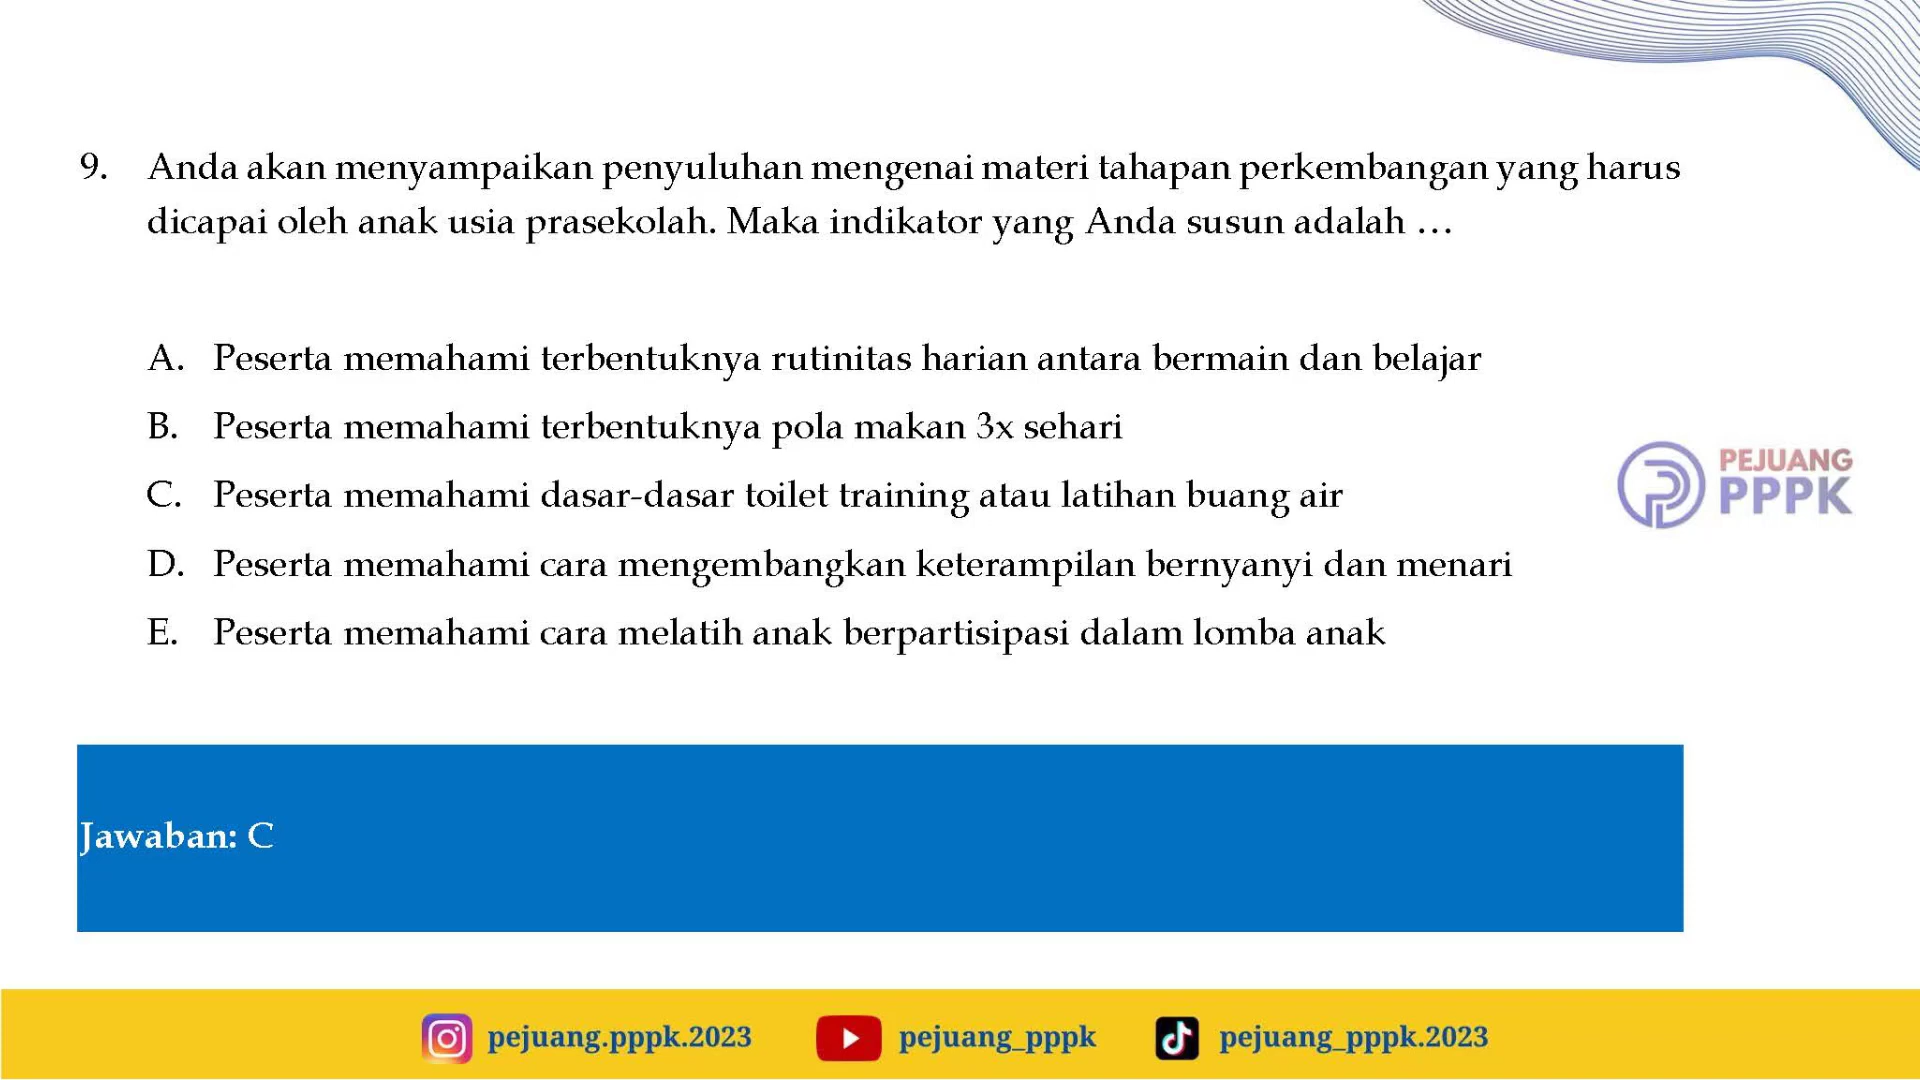 9. Anda akan menyampaikan penyuluhan mengenai materi tahapan perkembangan yang harus
dicapai oleh anak usia prasekolah. Maka indikator yang Anda susun adalah …
A. Peserta memahami terbentuknya rutinitas harian antara bermain dan belajar
B. Peserta memahami terbentuknya pola makan 3x sehari
C. Peserta memahami dasar-dasar toilet training atau latihan buang air
D. Peserta memahami cara mengembangkan keterampilan bernyanyi dan menari
E. Peserta memahami cara melatih anak berpartisipasi dalam lomba anak
PEJUANG
PPPK
Jawaban: C
pejuang.pppk.2023 pejuang_pppk pejuang_pppk.2023